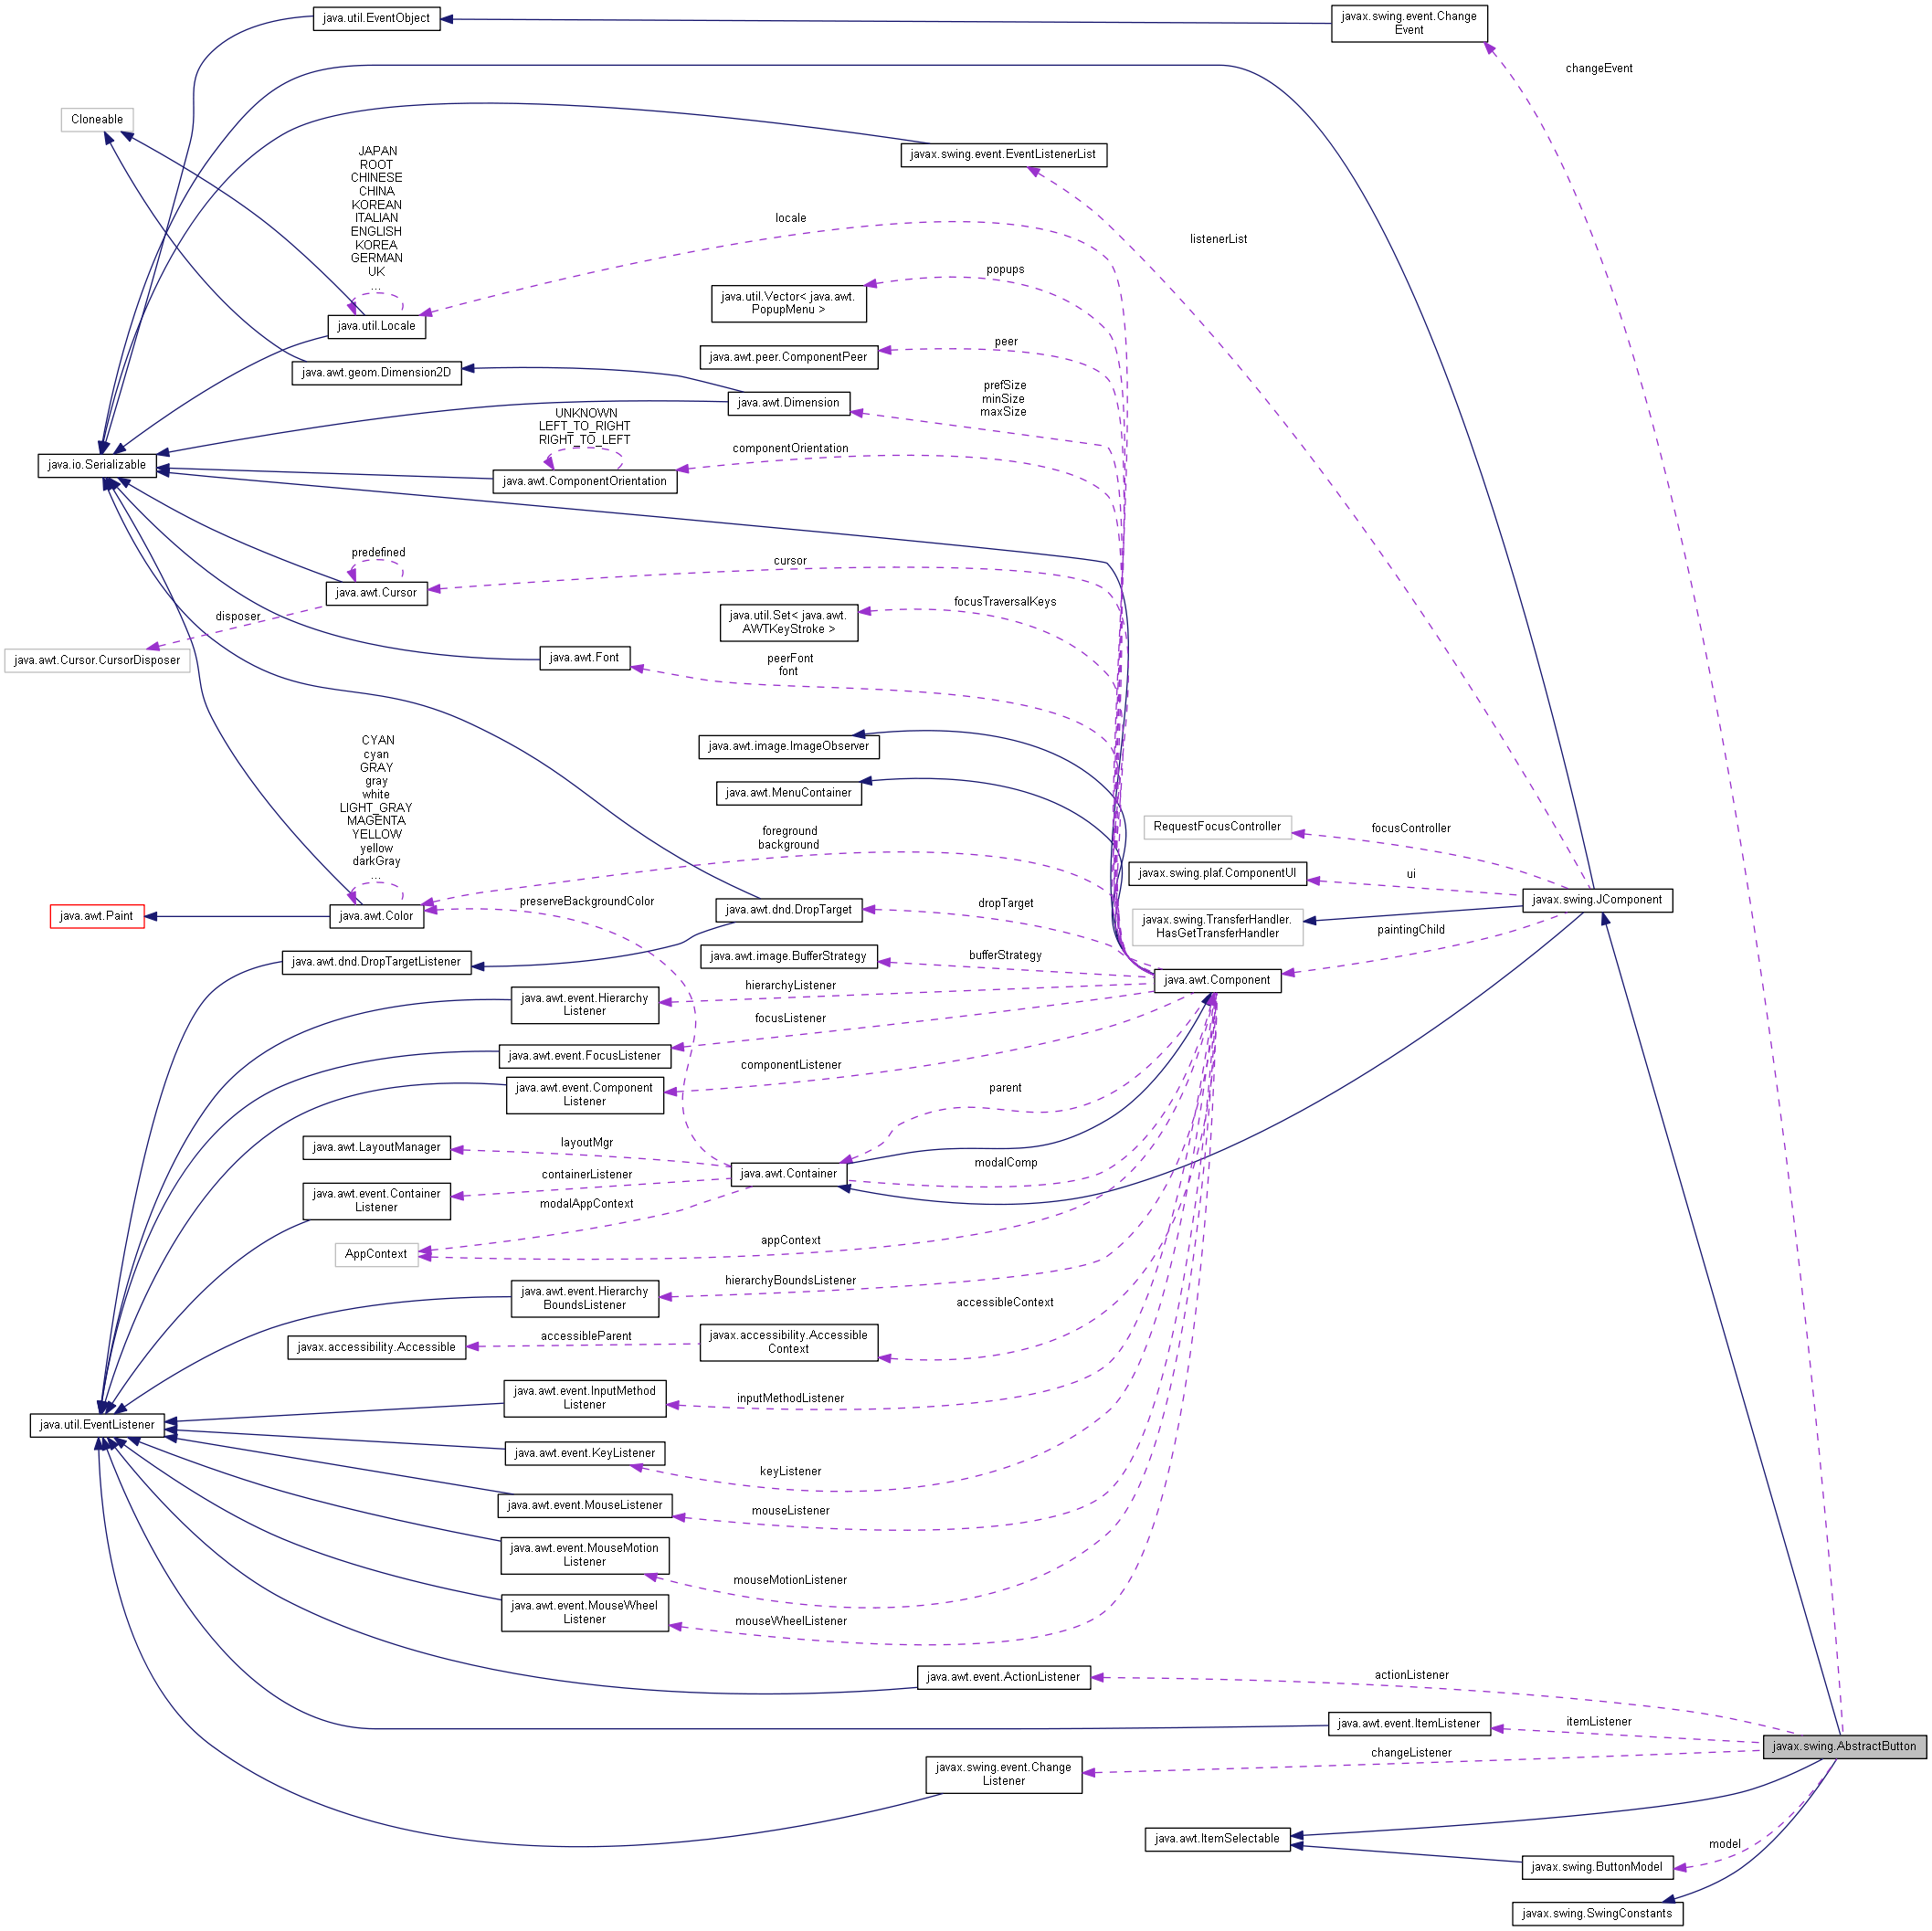 java.util.EventObject
javax.swing.event.Change
Event
changeEvent
Cloneable
javax.swing.event.EventListenerList
JAPAN
ROOT
CHINESE
CHINA
KOREAN
ITALIAN
ENGLISH
KOREA
GERMAN
UK
...
locale
listenerList
popups
java.util.Vector< java.awt.
PopupMenu >
java.util.Locale
peer
java.awt.peer.ComponentPeer
java.awt.geom.Dimension2D
prefSize
minSize
maxSize
java.awt.Dimension
UNKNOWN
LEFT_TO_RIGHT
RIGHT_TO_LEFT
componentOrientation
java.io.Serializable
java.awt.ComponentOrientation
predefined
cursor
java.awt.Cursor
focusTraversalKeys
java.util.Set< java.awt.
AWTKeyStroke >
disposer
java.awt.Cursor.CursorDisposer
java.awt.Font
peerFont
font
java.awt.image.ImageObserver
CYAN
cyan
GRAY
gray
white
LIGHT_GRAY
MAGENTA
YELLOW
yellow
darkGray
...
java.awt.MenuContainer
foreground
background
RequestFocusController
focusController
javax.swing.plaf.ComponentUI
ui
javax.swing.JComponent
preserveBackgroundColor
java.awt.Paint
java.awt.Color
java.awt.dnd.DropTarget
dropTarget
javax.swing.TransferHandler.
HasGetTransferHandler
paintingChild
java.awt.dnd.DropTargetListener
java.awt.image.BufferStrategy
bufferStrategy
java.awt.Component
java.awt.event.Hierarchy
Listener
hierarchyListener
focusListener
java.awt.event.FocusListener
componentListener
java.awt.event.Component
Listener
parent
java.awt.LayoutManager
layoutMgr
java.awt.Container
modalComp
containerListener
java.awt.event.Container
Listener
modalAppContext
AppContext
appContext
hierarchyBoundsListener
java.awt.event.Hierarchy
BoundsListener
accessibleContext
javax.accessibility.Accessible
accessibleParent
javax.accessibility.Accessible
Context
java.awt.event.InputMethod
Listener
inputMethodListener
java.util.EventListener
java.awt.event.KeyListener
keyListener
java.awt.event.MouseListener
mouseListener
java.awt.event.MouseMotion
Listener
mouseMotionListener
java.awt.event.MouseWheel
Listener
mouseWheelListener
java.awt.event.ActionListener
actionListener
java.awt.event.ItemListener
itemListener
javax.swing.AbstractButton
changeListener
javax.swing.event.Change
Listener
java.awt.ItemSelectable
model
javax.swing.ButtonModel
javax.swing.SwingConstants